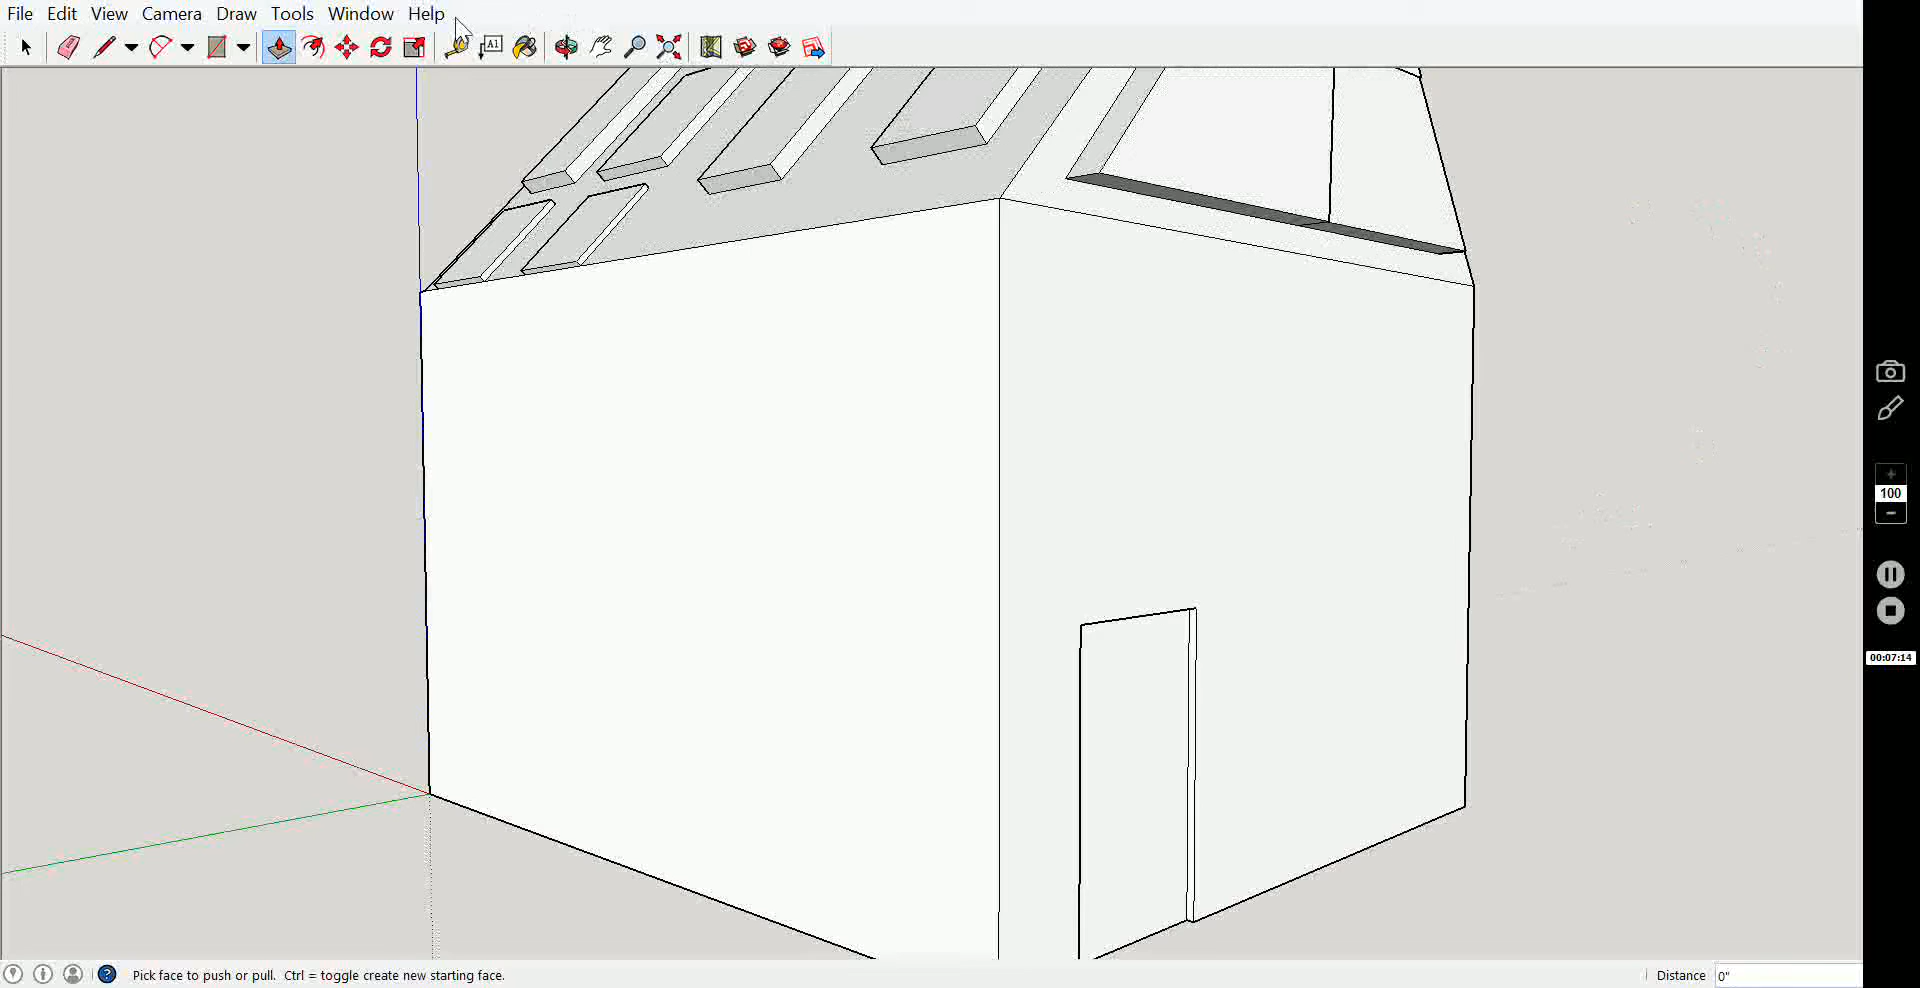 File Edit View Camera Draw Tools Window Help
A1
100
00:07:14
Pick face to push or pull. Ctrl = toggle create new starting face.
Distance 0"